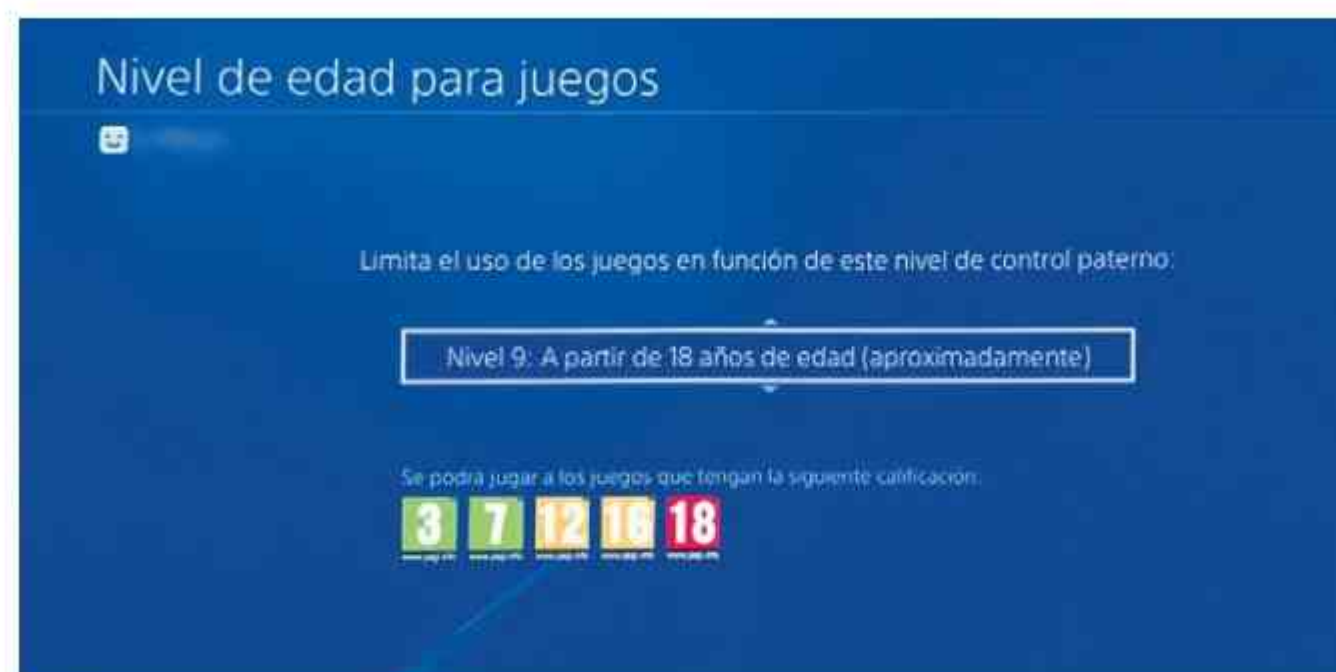 Nivel de edad para juegos
Limita el uso de los juegos en función de este nivel de control paterno:
Nivel 9: A partir de 18 años de edad (aproximadamente)
Se podrá jugar a los juegos que tengan la siguiente calificación:
3 7 12 16 18